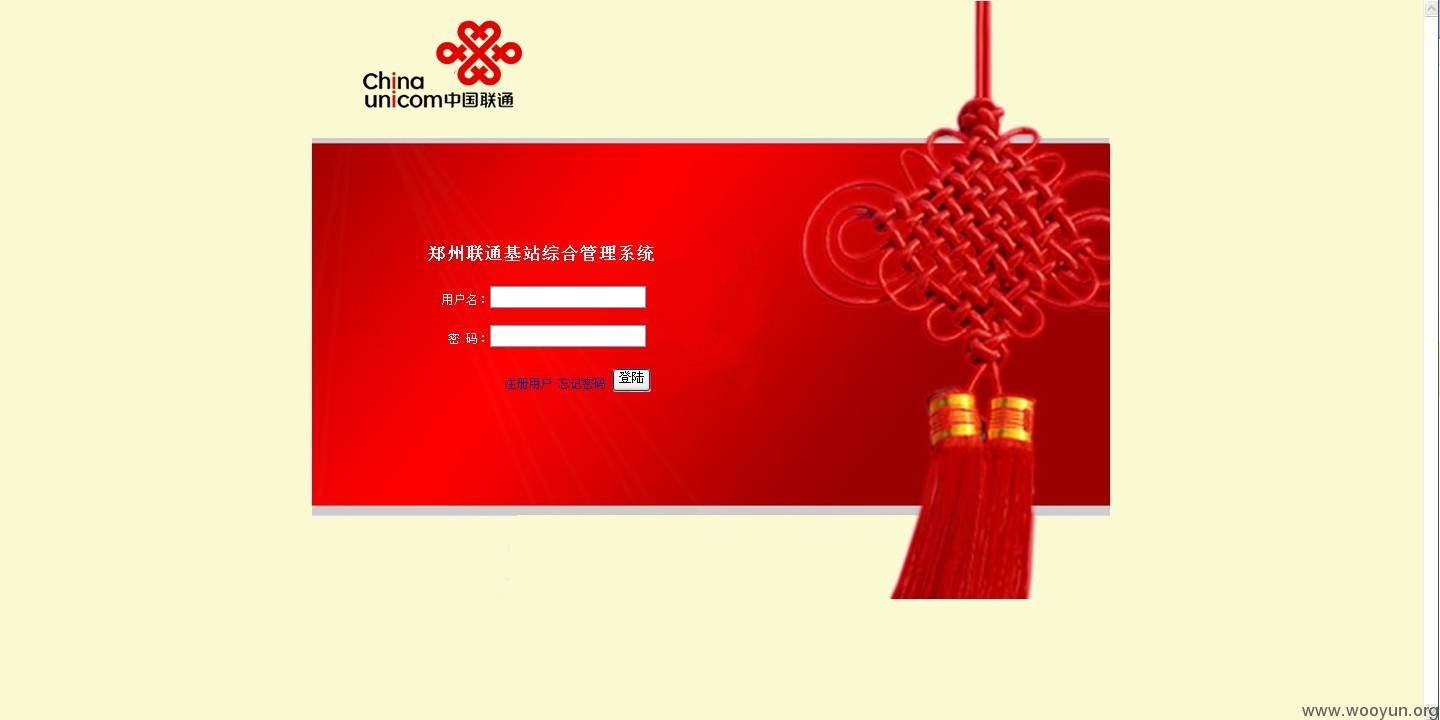 China
unicom中国联通
郑州联通基站综合管理系统
用户名：
密 码：
注册用户 忘记密码 登陆
www.wooyun.org